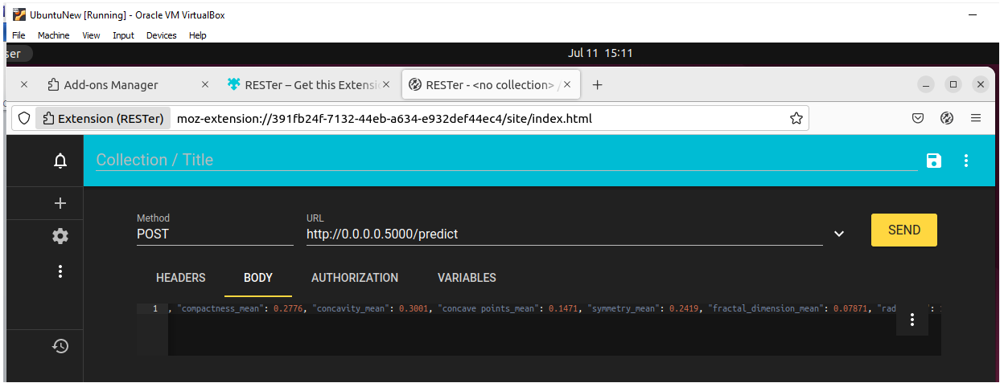 UbuntuNew [Running] - Oracle VM VirtualBox
File Machine View Input Devices Help
ser Jul 11 15:11
Add-ons Manager RESTer – Get this Extensi RESTer - <no collection> /
Extension (RESTer) moz-extension://391fb24f-7132-44eb-a634-e932def44ec4/site/index.html
Collection / Title
Method URL
POST http://0.0.0.0.5000/predict SEND
HEADERS BODY AUTHORIZATION VARIABLES
1 , "compactness_mean": 0.2776, "concavity_mean": 0.3001, "concave points_mean": 0.1471, "symmetry_mean": 0.2419, "fractal_dimension_mean": 0.07871, "rad ":